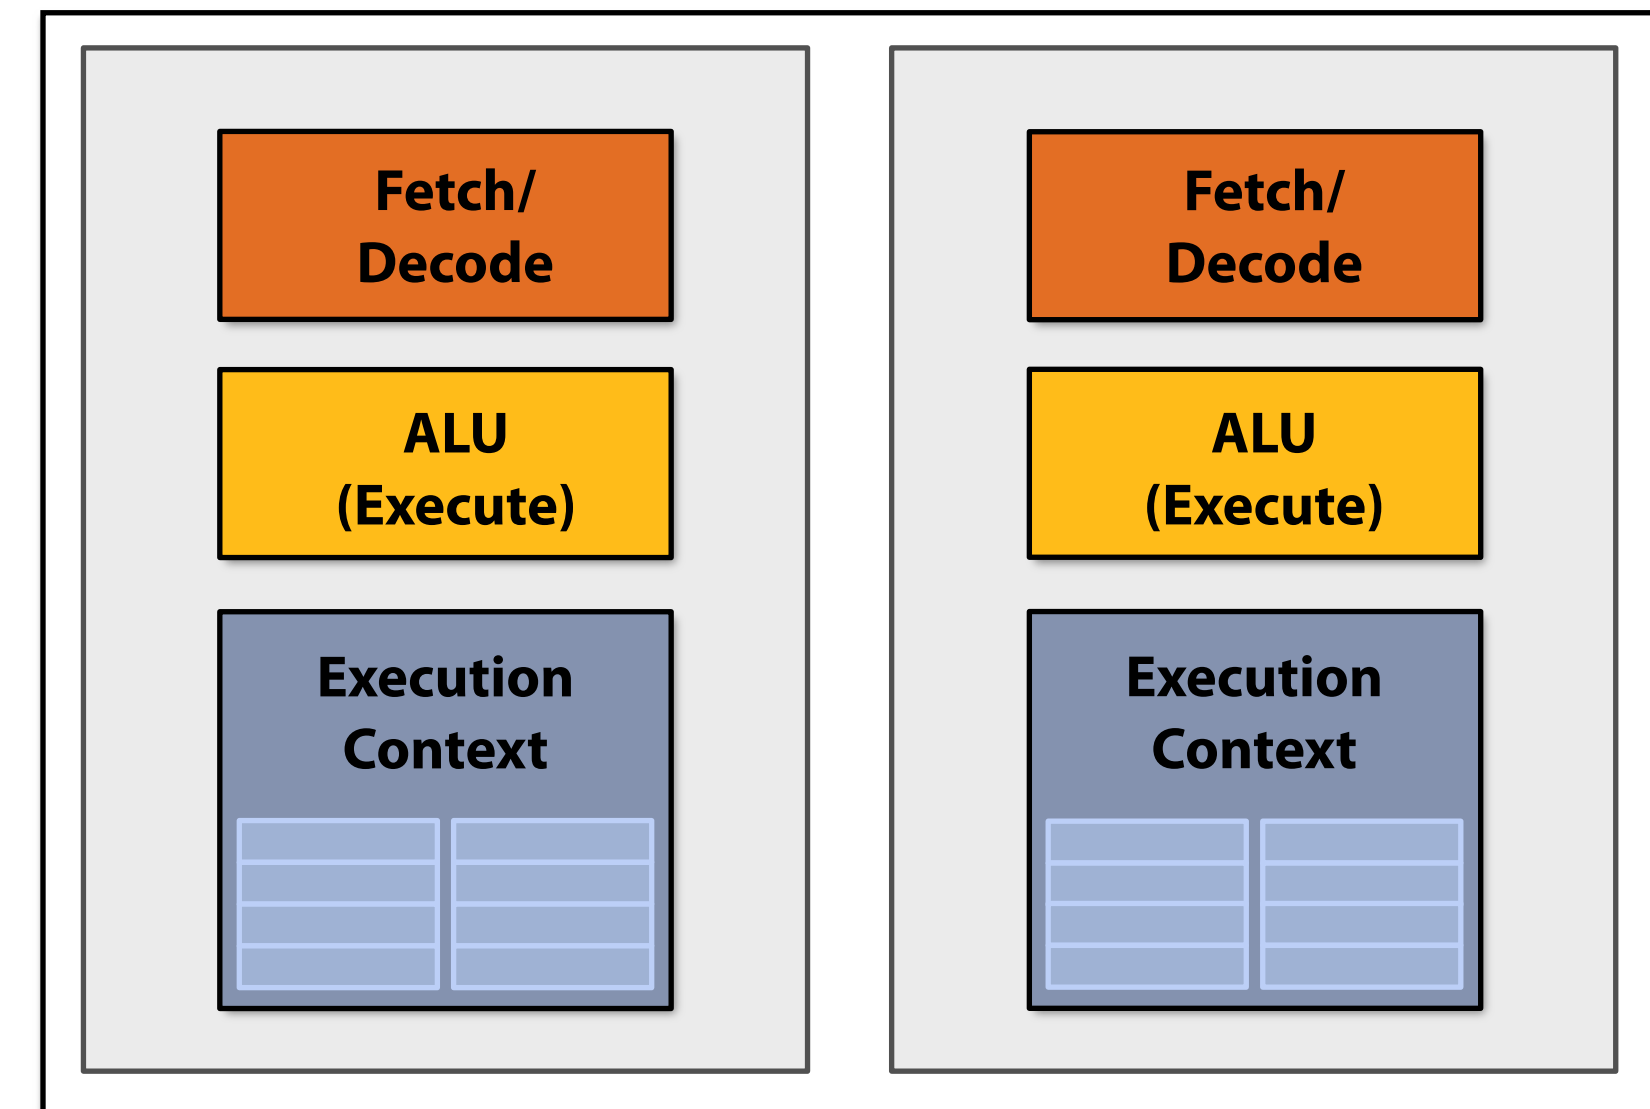 Fetch/
Decode
ALU
(Execute)
Execution
Context
Fetch/
Decode
ALU
(Execute)
Execution
Context